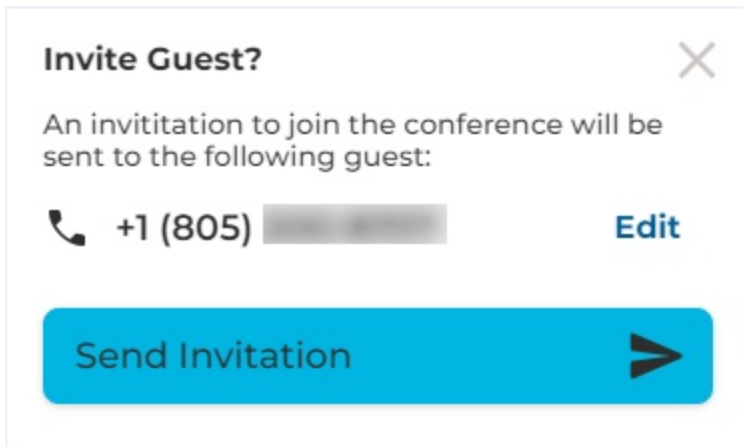 Invite Guest?
An invititation to join the conference will be
sent to the following guest:
+1 (805)
Edit
Send Invitation